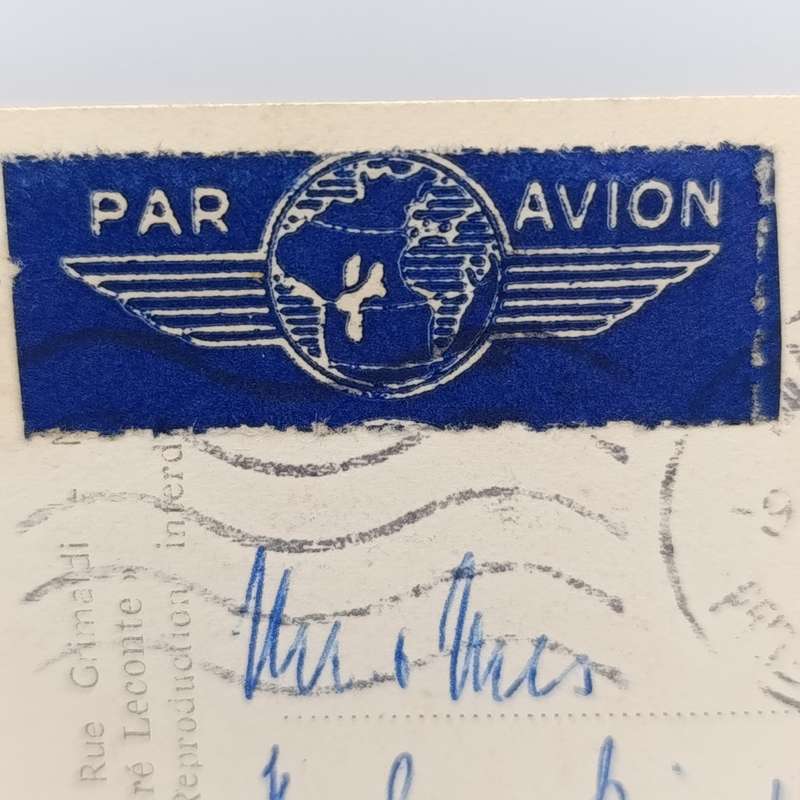 PAR AVION
Mr & Mrs
Rue Grimaldi
ré Leconte »
Reproduction interd